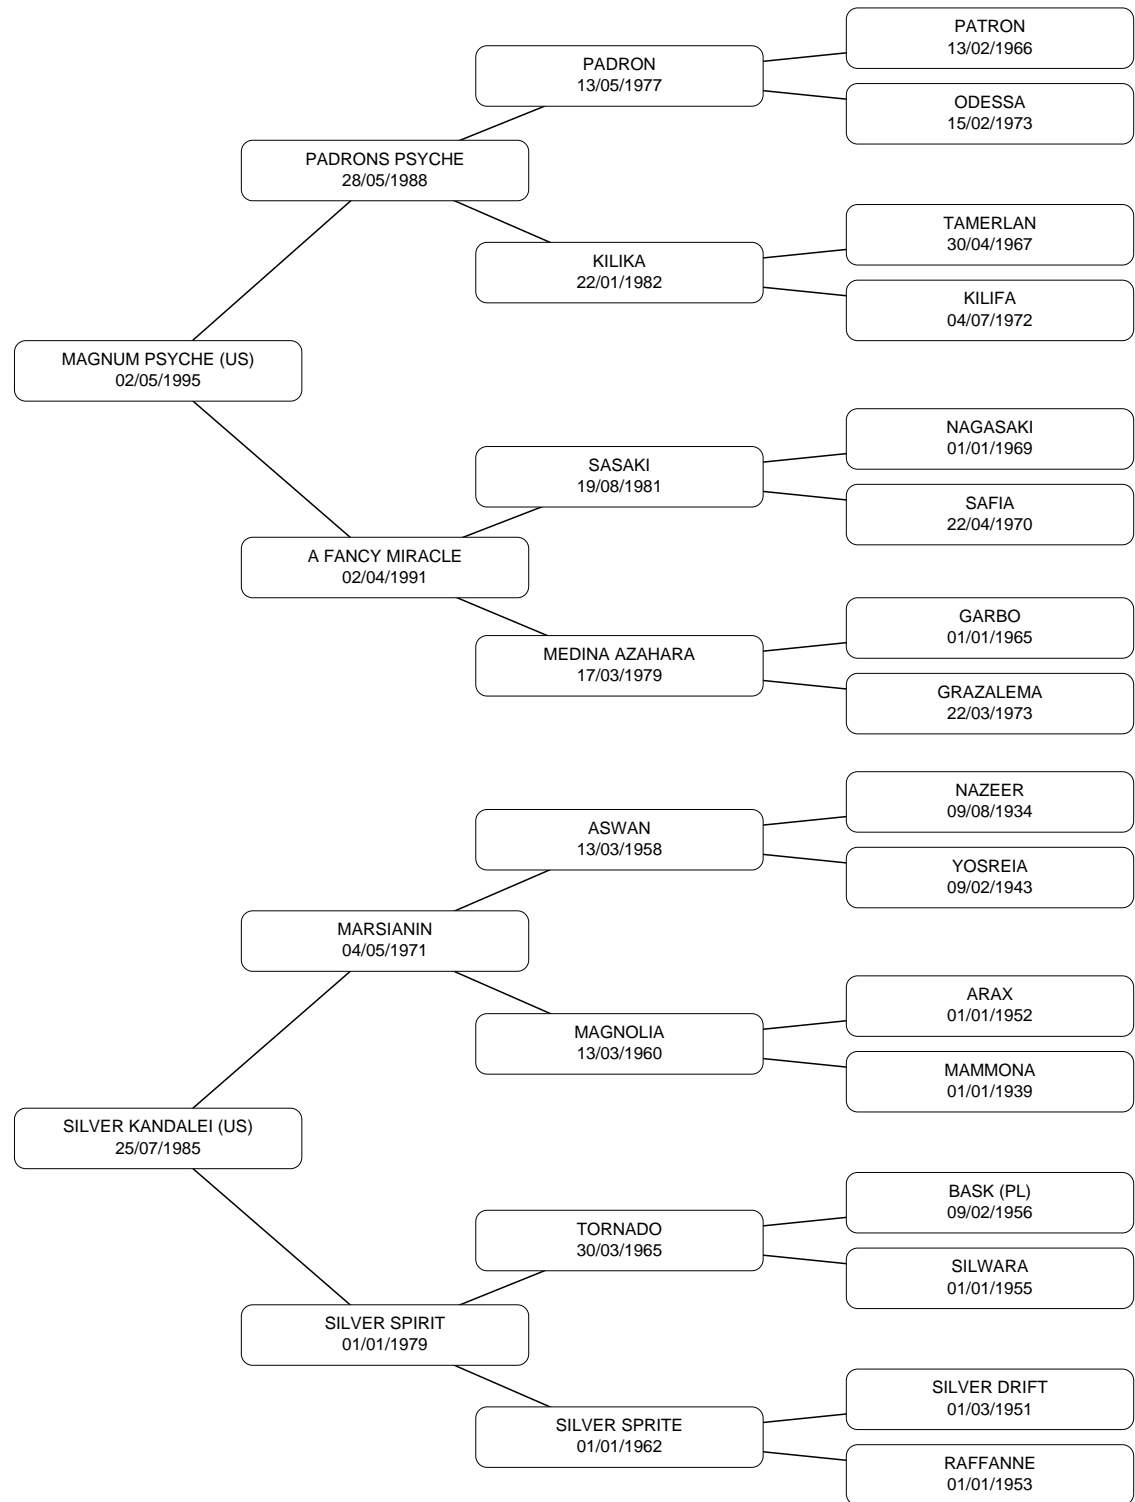 PATRON
13/02/1966
PADRON
13/05/1977
ODESSA
15/02/1973
PADRONS PSYCHE
28/05/1988
TAMERLAN
30/04/1967
KILIKA
22/01/1982
KILIFA
04/07/1972
MAGNUM PSYCHE (US)
02/05/1995
NAGASAKI
01/01/1969
SASAKI
19/08/1981
SAFIA
22/04/1970
A FANCY MIRACLE
02/04/1991
GARBO
01/01/1965
MEDINA AZAHARA
17/03/1979
GRAZALEMA
22/03/1973
NAZEER
09/08/1934
ASWAN
13/03/1958
YOSREIA
09/02/1943
MARSIANIN
04/05/1971
ARAX
01/01/1952
MAGNOLIA
13/03/1960
MAMMONA
01/01/1939
SILVER KANDALEI (US)
25/07/1985
BASK (PL)
09/02/1956
TORNADO
30/03/1965
SILWARA
01/01/1955
SILVER SPIRIT
01/01/1979
SILVER DRIFT
01/03/1951
SILVER SPRITE
01/01/1962
RAFFANNE
01/01/1953